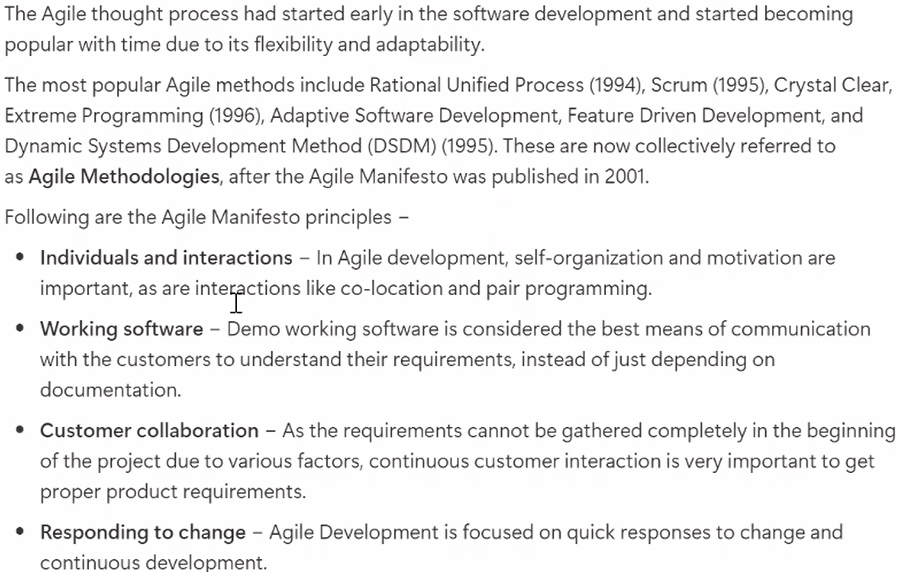 The Agile thought process had started early in the software development and started becoming
popular with time due to its flexibility and adaptability.
The most popular Agile methods include Rational Unified Process (1994), Scrum (1995), Crystal Clear,
Extreme Programming (1996), Adaptive Software Development, Feature Driven Development, and
Dynamic Systems Development Method (DSDM) (1995). These are now collectively referred to
as Agile Methodologies, after the Agile Manifesto was published in 2001.
Following are the Agile Manifesto principles −
• Individuals and interactions − In Agile development, self-organization and motivation are
important, as are interactions like co-location and pair programming.
• Working software − Demo working software is considered the best means of communication
with the customers to understand their requirements, instead of just depending on
documentation.
• Customer collaboration − As the requirements cannot be gathered completely in the beginning
of the project due to various factors, continuous customer interaction is very important to get
proper product requirements.
• Responding to change − Agile Development is focused on quick responses to change and
continuous development.